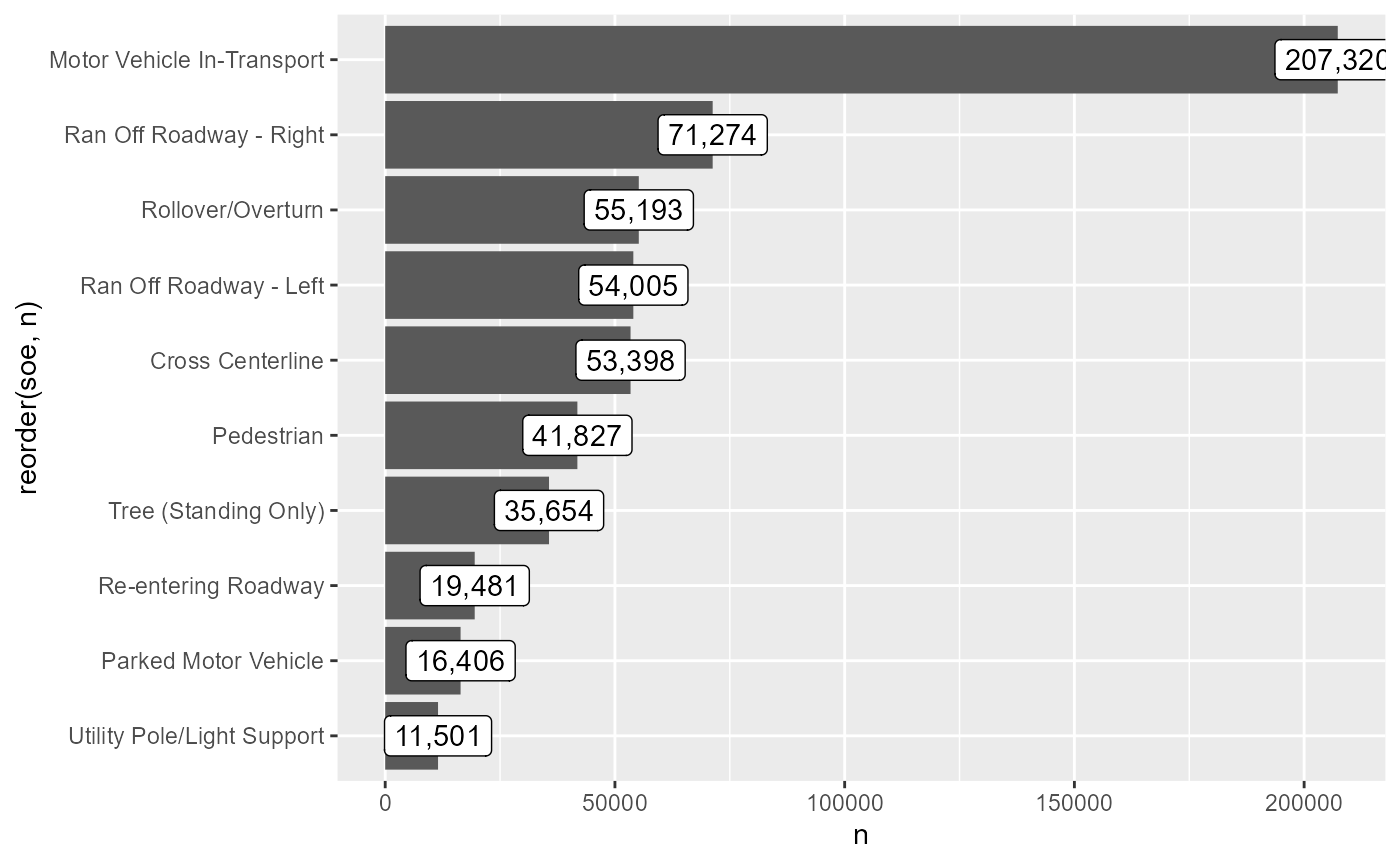 Motor Vehicle In-Transport 207,320
Ran Off Roadway - Right 71,274
Rollover/Overturn 55,193
Ran Off Roadway - Left 54,005
Cross Centerline 53,398
Pedestrian 41,827
Tree (Standing Only) 35,654
Re-entering Roadway 19,481
Parked Motor Vehicle 16,406
Utility Pole/Light Support 11,501
reorder(soe, n)
0 50000 100000 150000 200000
n